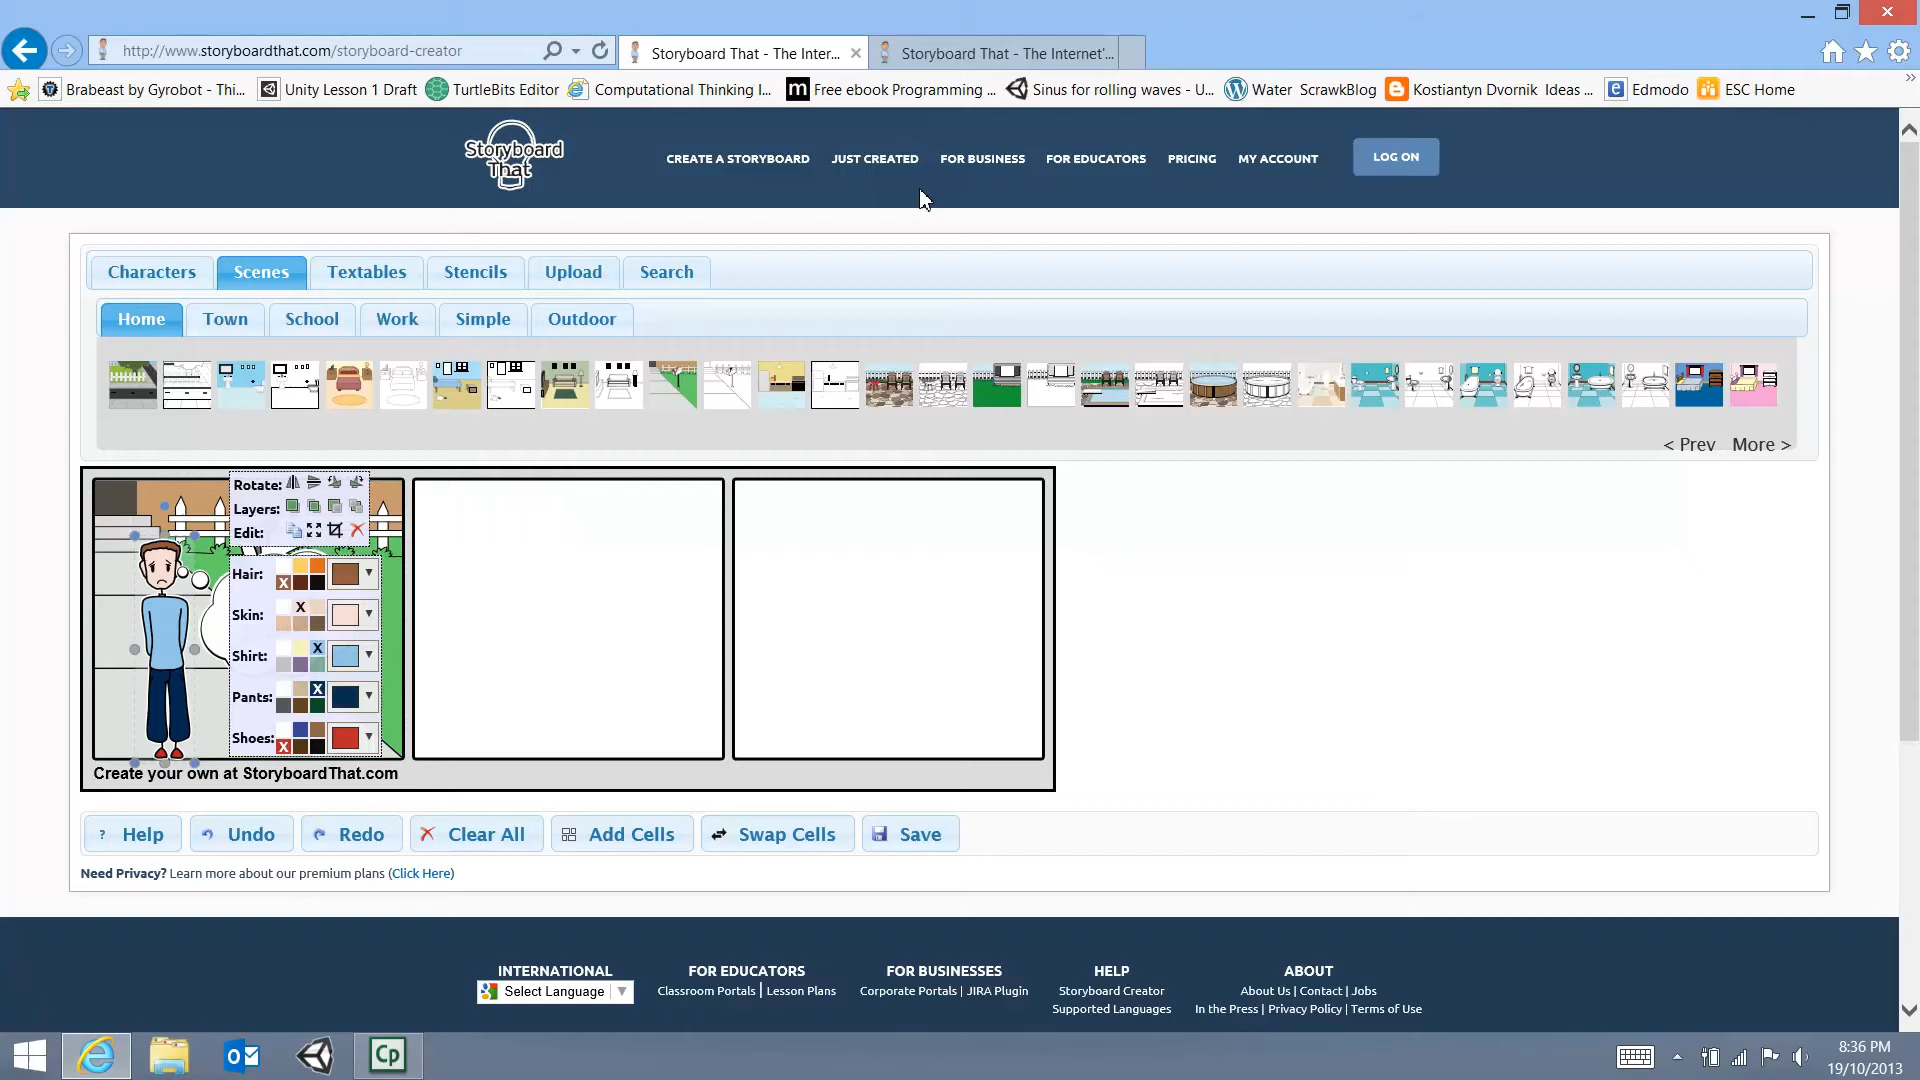 http://www.storyboardthat.com/storyboard-creator
Storyboard That - The Inter...
Storyboard That - The Internet'...
Brabeast by Gyrobot - Thi...
Unity Lesson 1 Draft
TurtleBits Editor
Computational Thinking I...
Free ebook Programming ...
Sinus for rolling waves - U...
Water ScrawkBlog
Kostiantyn Dvornik Ideas ...
Edmodo
ESC Home
Storyboard That
CREATE A STORYBOARD
JUST CREATED
FOR BUSINESS
FOR EDUCATORS
PRICING
MY ACCOUNT
LOG ON
Characters
Scenes
Textables
Stencils
Upload
Search
Home
Town
School
Work
Simple
Outdoor
< Prev
More >
Rotate:
Layers:
Edit:
Hair:
X
Skin:
X
Shirt:
X
Pants:
X
Shoes:
X
Create your own at StoryboardThat.com
? Help
Undo
Redo
Clear All
Add Cells
Swap Cells
Save
Need Privacy? Learn more about our premium plans (Click Here)
INTERNATIONAL
Select Language
FOR EDUCATORS
Classroom Portals | Lesson Plans
FOR BUSINESSES
Corporate Portals | JIRA Plugin
HELP
Storyboard Creator
Supported Languages
ABOUT
About Us | Contact | Jobs
In the Press | Privacy Policy | Terms of Use
Cp
8:36 PM
19/10/2013